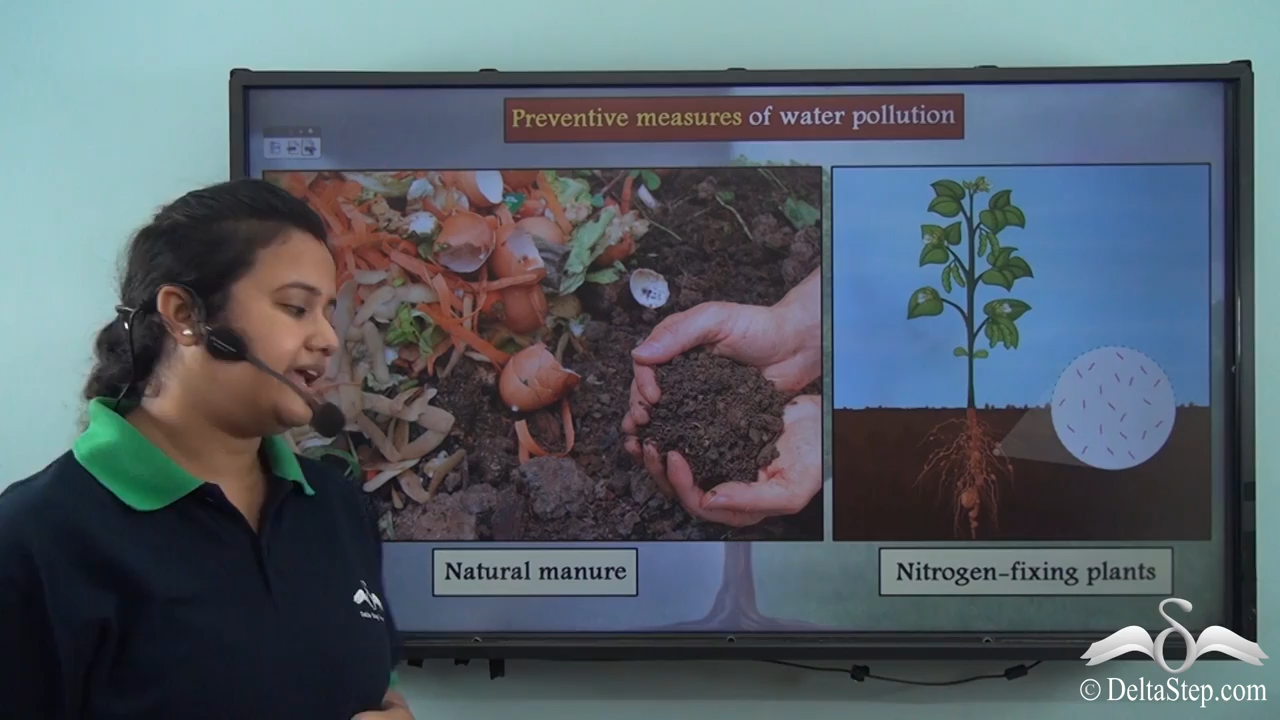 Preventive measures of water pollution
Natural manure
Nitrogen-fixing plants
© DeltaStep.com